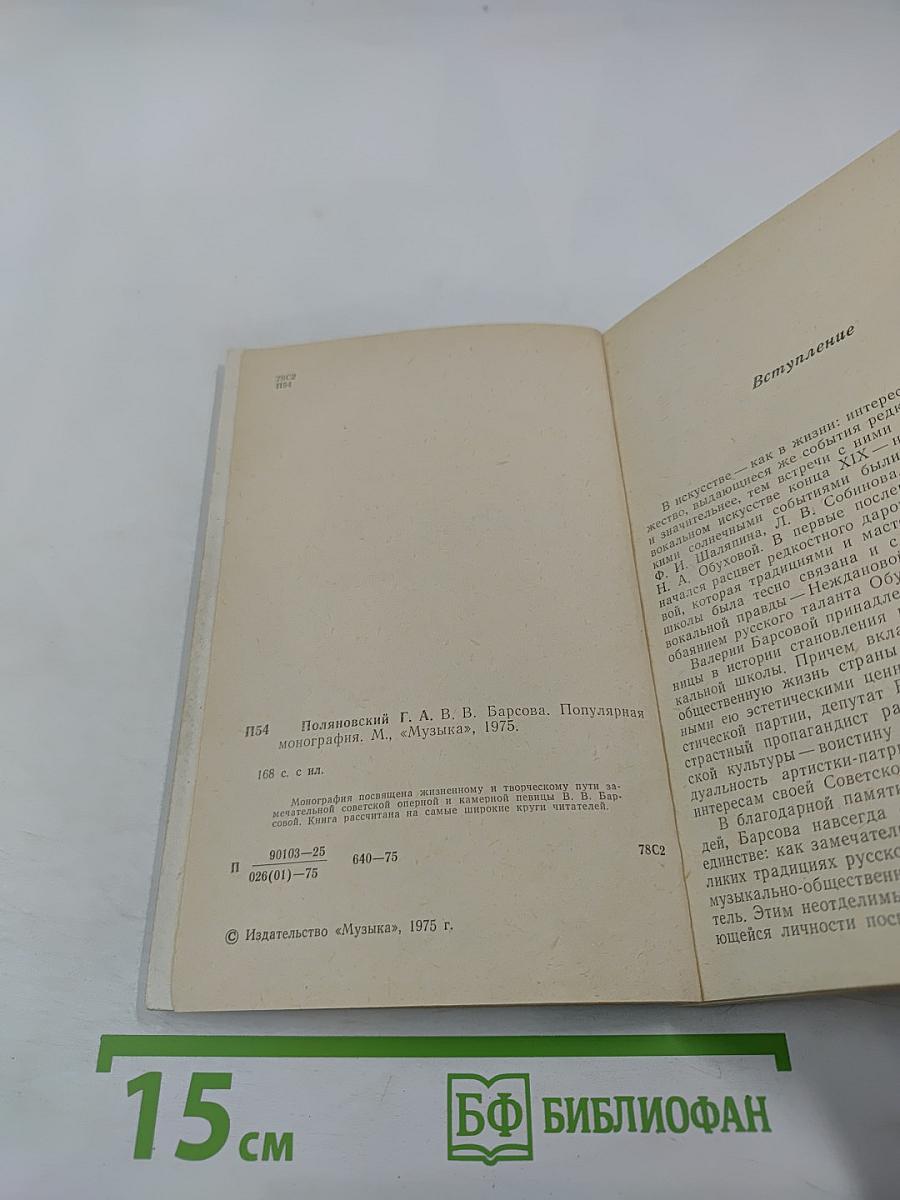 78С2
П54
П54 Поляновский Г. А. В. В. Барсова. Популярная
монография. М., «Музыка», 1975.
168 с. с ил.
Монография посвящена жизненному и творческому пути за-
мечательной советской оперной и камерной певицы В. В. Бар-
совой. Книга рассчитана на самые широкие круги читателей.
П 90103—25 640—75 78С2
026(01)—75
© Издательство «Музыка», 1975 г.
Вступление
В искусстве — как в жизни: интерес
жество, выдающиеся же события редк
и значительнее, тем встречи с ними
вокальном искусстве конца XIX — н
кими солнечными событиями были
Ф. И. Шаляпина, Л. В. Собинова,
Н. А. Обуховой. В первые послев
начался расцвет редкостного даро
вой, которая традициями и масте
школы была тесно связана и с
вокальной правды — Неждановой
обаянием русского таланта Обу
Валерии Барсовой принадле
ницы в истории становления
кальной школы. Причем вкла
общественную жизнь страны
ными ею эстетическими ценн
стической партии, депутат
страстный пропагандист ра
ской культуры — воистину
дуальность артистки-патри
интересам своей Советско
В благодарной памяти
дей, Барсова навсегда
единстве: как замечатель
ликих традициях русско
музыкально-общественн
тель. Этим неотделимы
ющейся личности посв
15 см
БФ БИБЛИОФАН